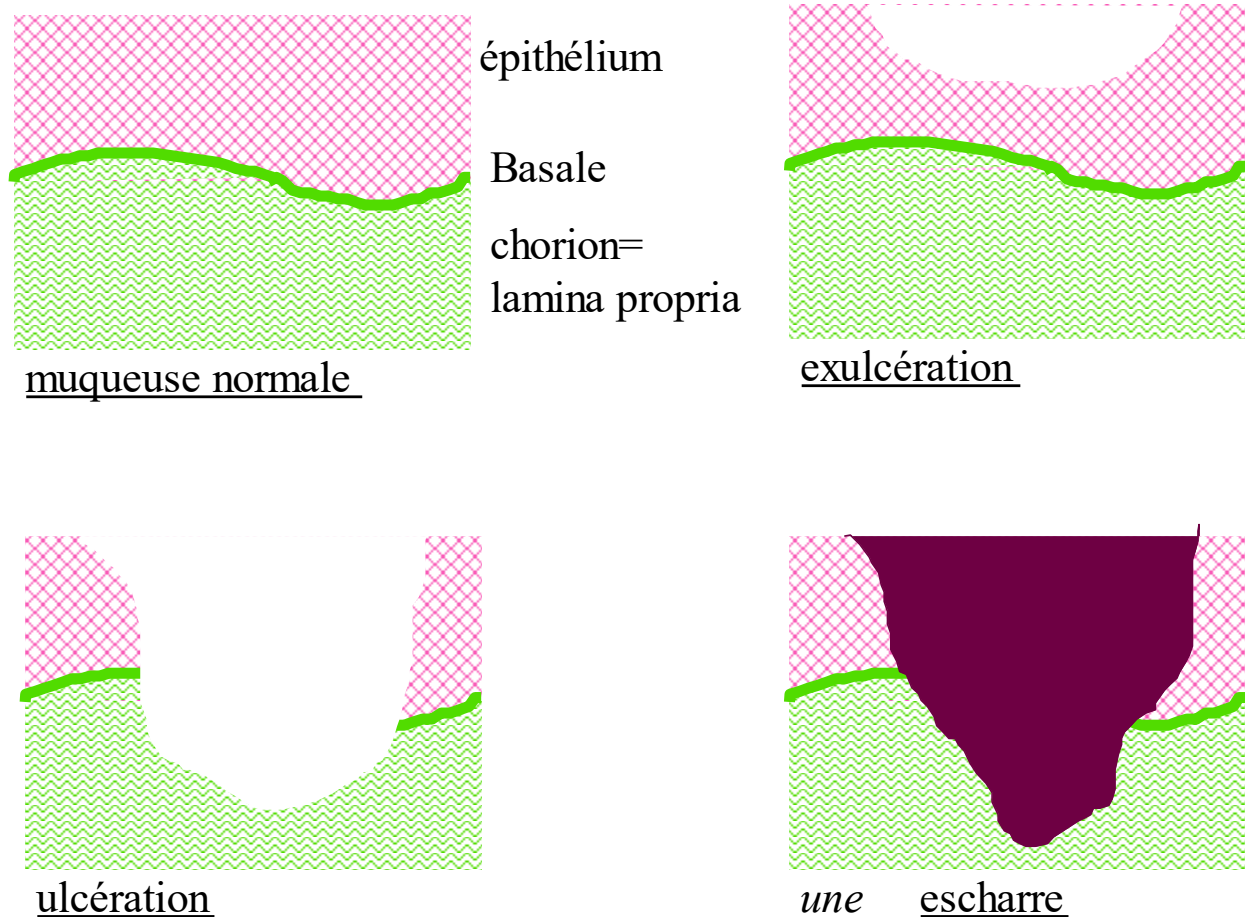 épithélium
Basale
chorion=
lamina propria
muqueuse normale
exulcération
ulcération
une escharre